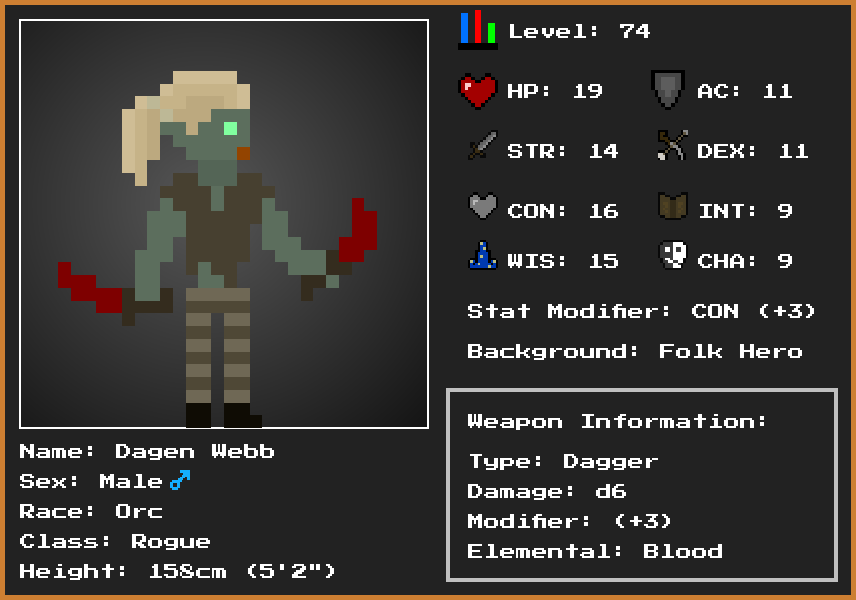 Level: 74
HP: 19 AC: 11
STR: 14 DEX: 11
CON: 16 INT: 9
WIS: 15 CHA: 9
Stat Modifier: CON (+3)
Background: Folk Hero
Weapon Information:
Type: Dagger
Damage: d6
Modifier: (+3)
Elemental: Blood
Name: Dagen Webb
Sex: Male ♂
Race: Orc
Class: Rogue
Height: 158cm (5'2")